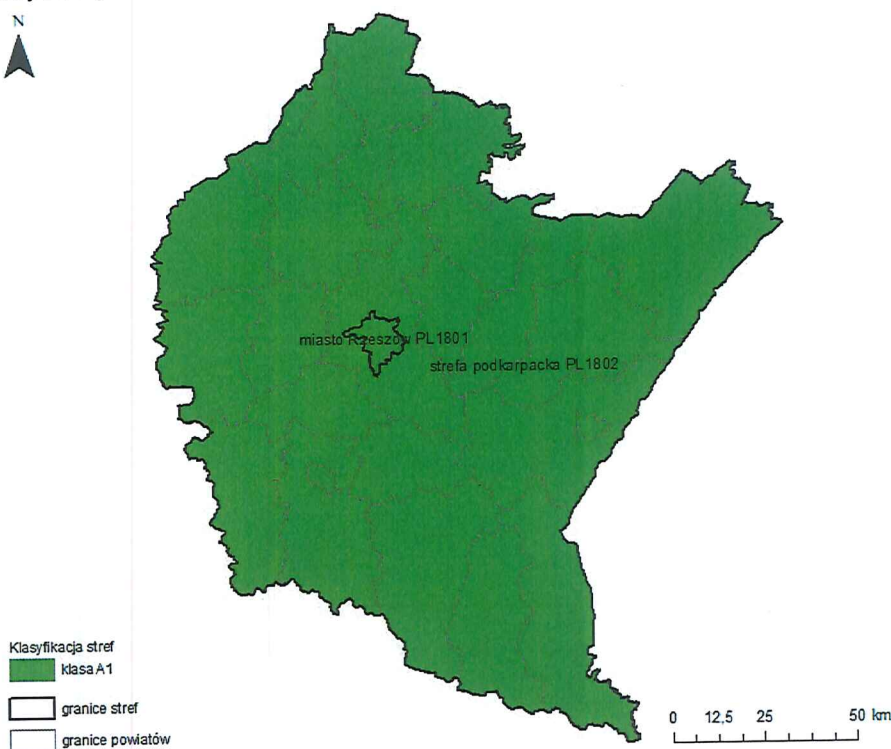 N
miasto Rzeszów PL1801
strefa podkarpacka PL1802
Klasyfikacja stref
klasa A1
granice stref
granice powiatów
0 12,5 25 50 km